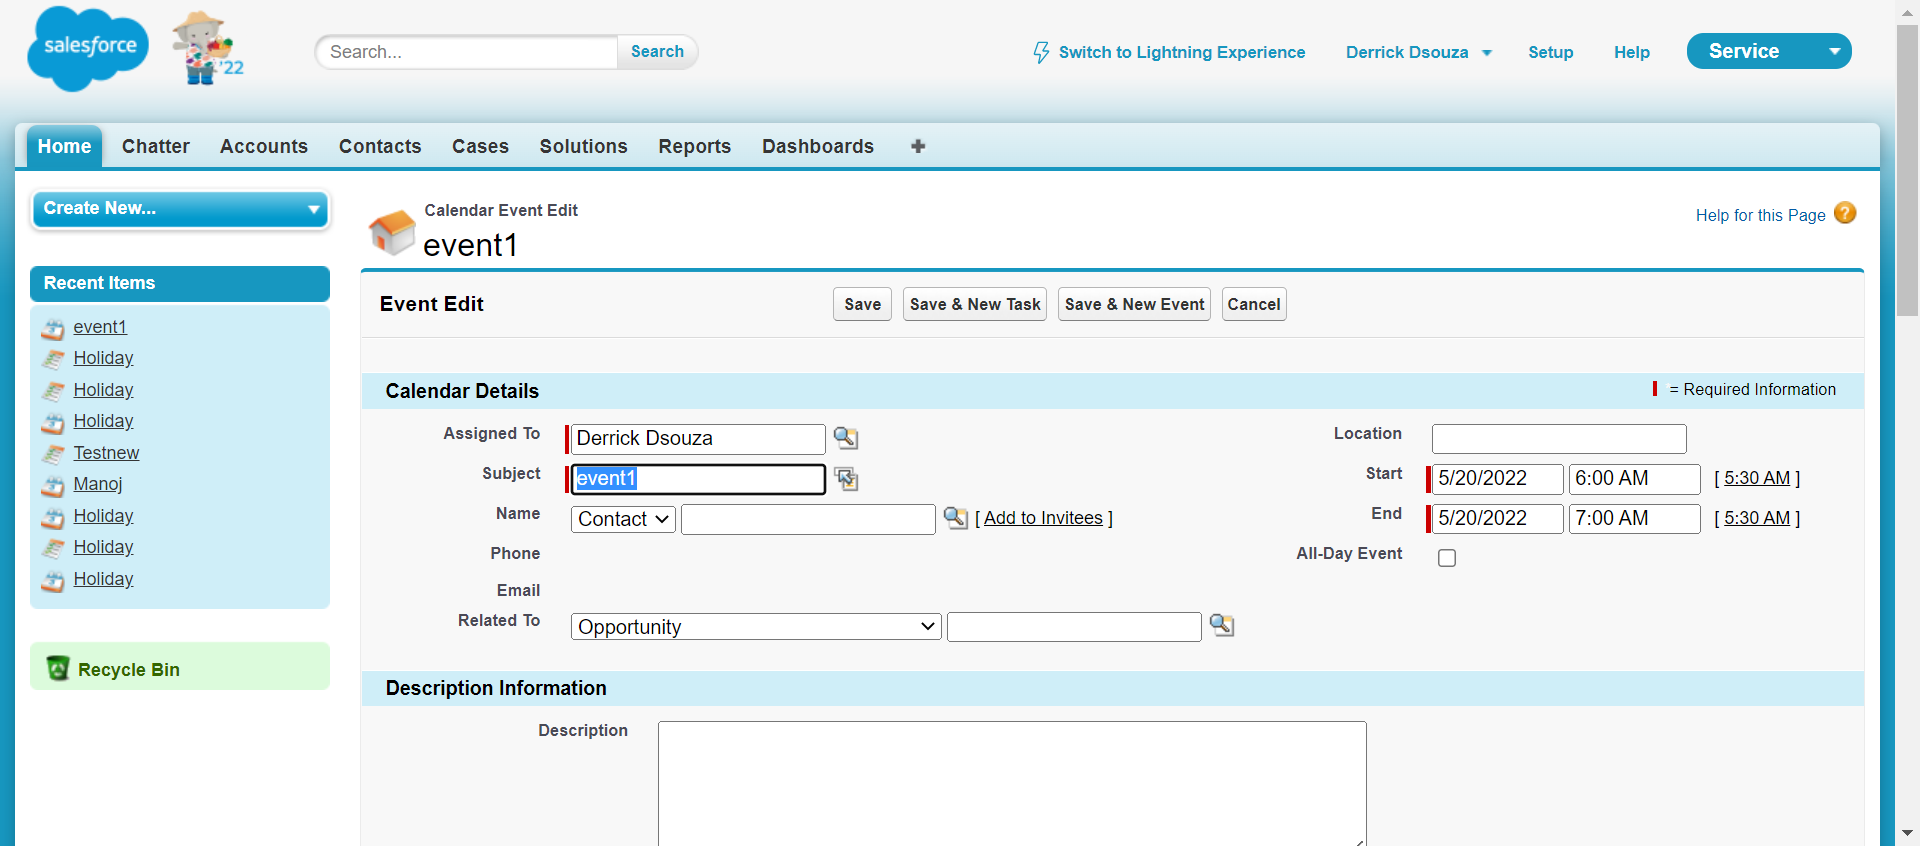 salesforce
'22
Search...
Search
Switch to Lightning Experience
Derrick Dsouza
Setup
Help
Service
Home
Chatter
Accounts
Contacts
Cases
Solutions
Reports
Dashboards
Create New...
Recent Items
event1
Holiday
Holiday
Holiday
Testnew
Manoj
Holiday
Holiday
Holiday
Recycle Bin
Calendar Event Edit
event1
Help for this Page ?
Event Edit
Save
Save & New Task
Save & New Event
Cancel
Calendar Details
= Required Information
Assigned To Derrick Dsouza
Location
Subject event1
Start 5/20/2022 6:00 AM [ 5:30 AM ]
Name Contact [ Add to Invitees ]
End 5/20/2022 7:00 AM [ 5:30 AM ]
Phone
All-Day Event
Email
Related To Opportunity
Description Information
Description